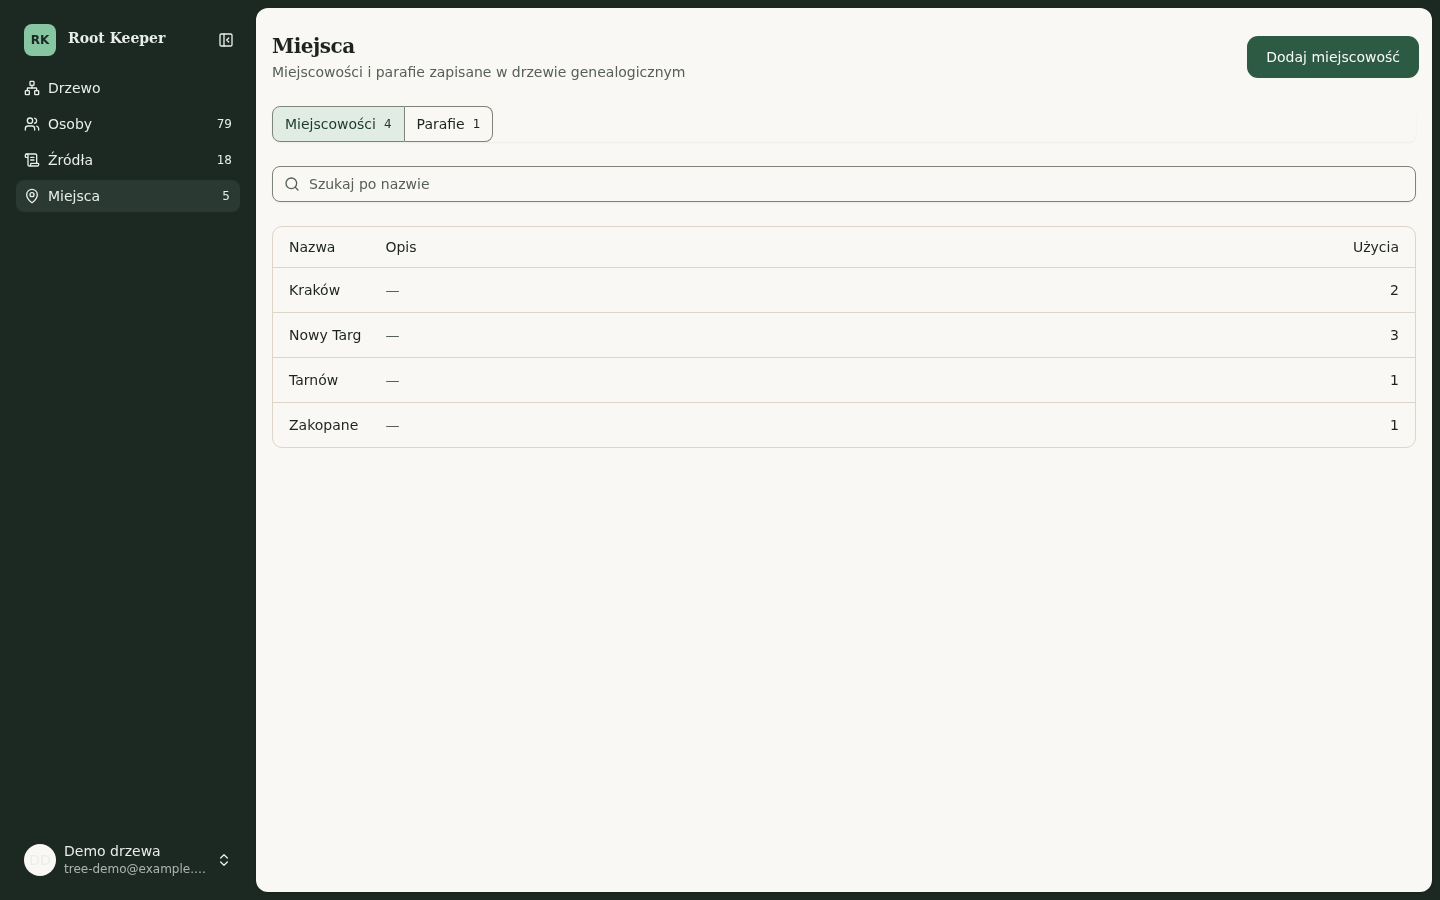 RK
Root Keeper
Drzewo
Osoby 79
Źródła 18
Miejsca 5
Demo drzewa
tree-demo@example....
DD
Miejsca
Miejscowości i parafie zapisane w drzewie genealogicznym
Dodaj miejscowość
Miejscowości 4 Parafie 1
Szukaj po nazwie
Nazwa Opis Użycia
Kraków — 2
Nowy Targ — 3
Tarnów — 1
Zakopane — 1